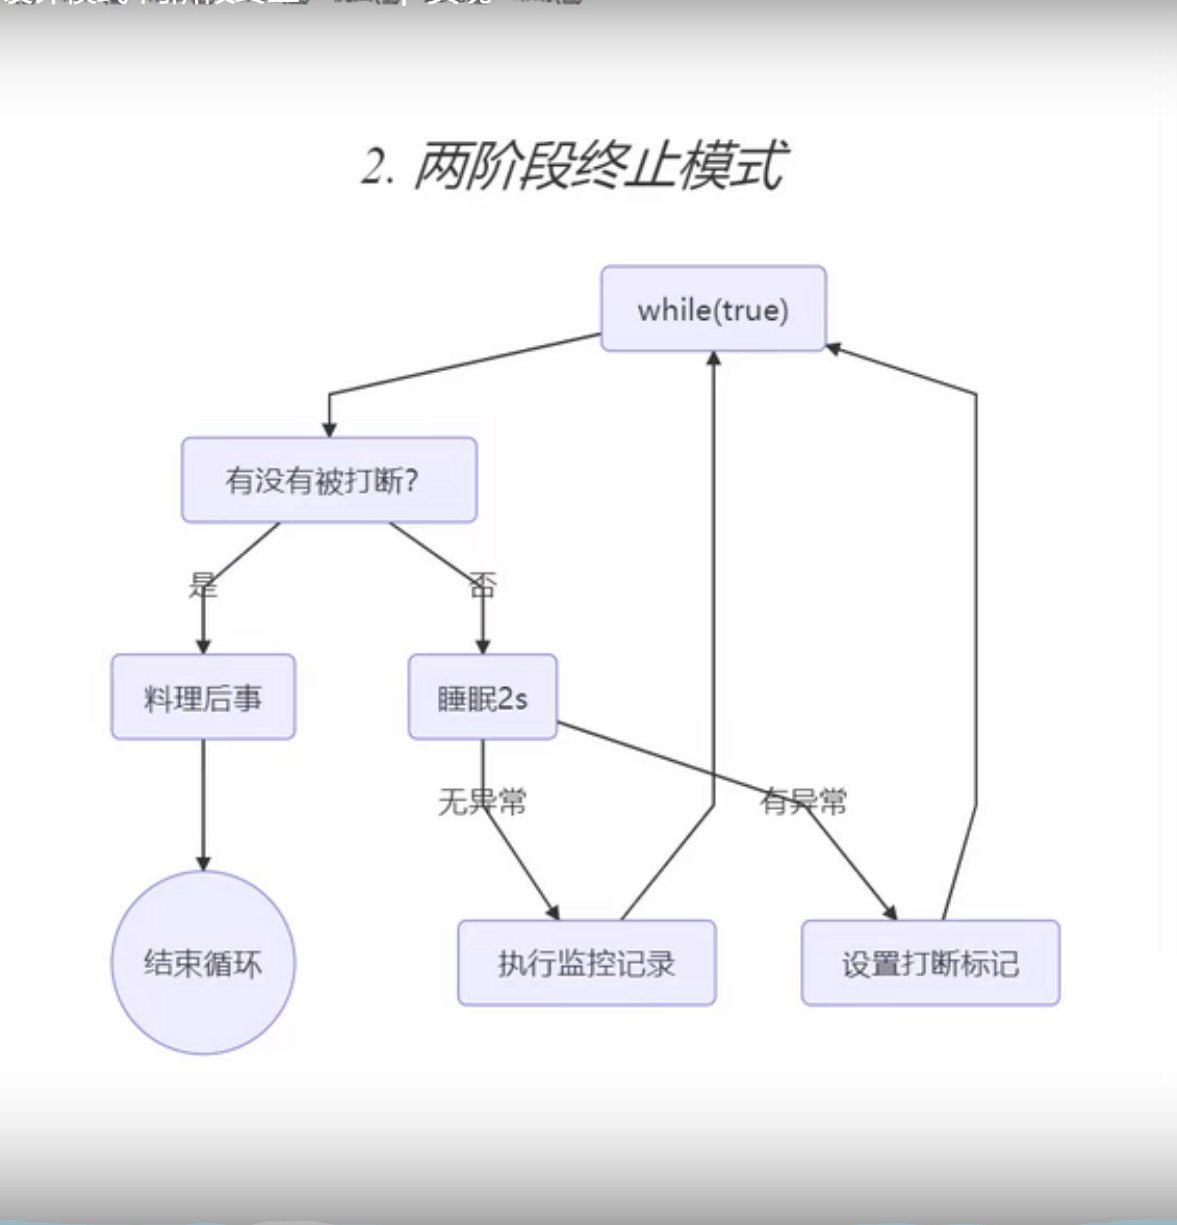 2. 两阶段终止模式
while(true)
有没有被打断?
是
否
料理后事
睡眠2s
无异常
有异常
结束循环
执行监控记录
设置打断标记